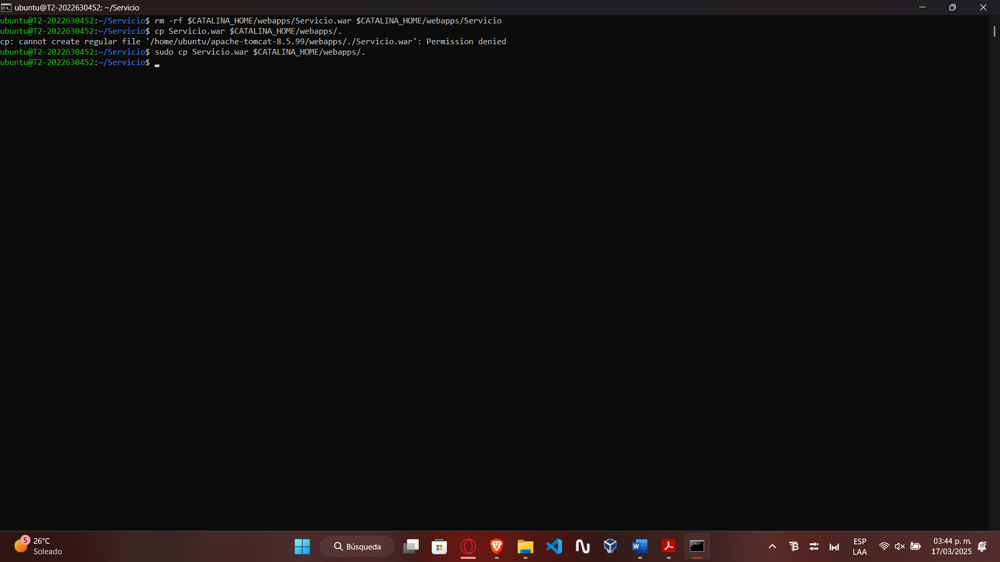 ubuntu@T2-2022630452: ~/Servicio
ubuntu@T2-2022630452:~/Servicio$ rm -rf $CATALINA_HOME/webapps/Servicio.war $CATALINA_HOME/webapps/Servicio
ubuntu@T2-2022630452:~/Servicio$ cp Servicio.war $CATALINA_HOME/webapps/.
cp: cannot create regular file '/home/ubuntu/apache-tomcat-8.5.99/webapps/./Servicio.war': Permission denied
ubuntu@T2-2022630452:~/Servicio$ sudo cp Servicio.war $CATALINA_HOME/webapps/.
ubuntu@T2-2022630452:~/Servicio$
5
26°C
Soleado
Búsqueda
ESP
LAA
03:44 p. m.
17/03/2025